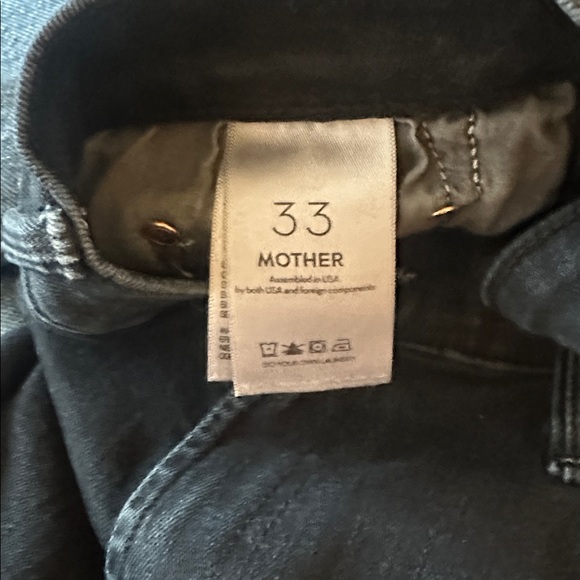 33
MOTHER
Assembled in USA
by both USA and foreign components
DO YOUR OWN LAUNDRY